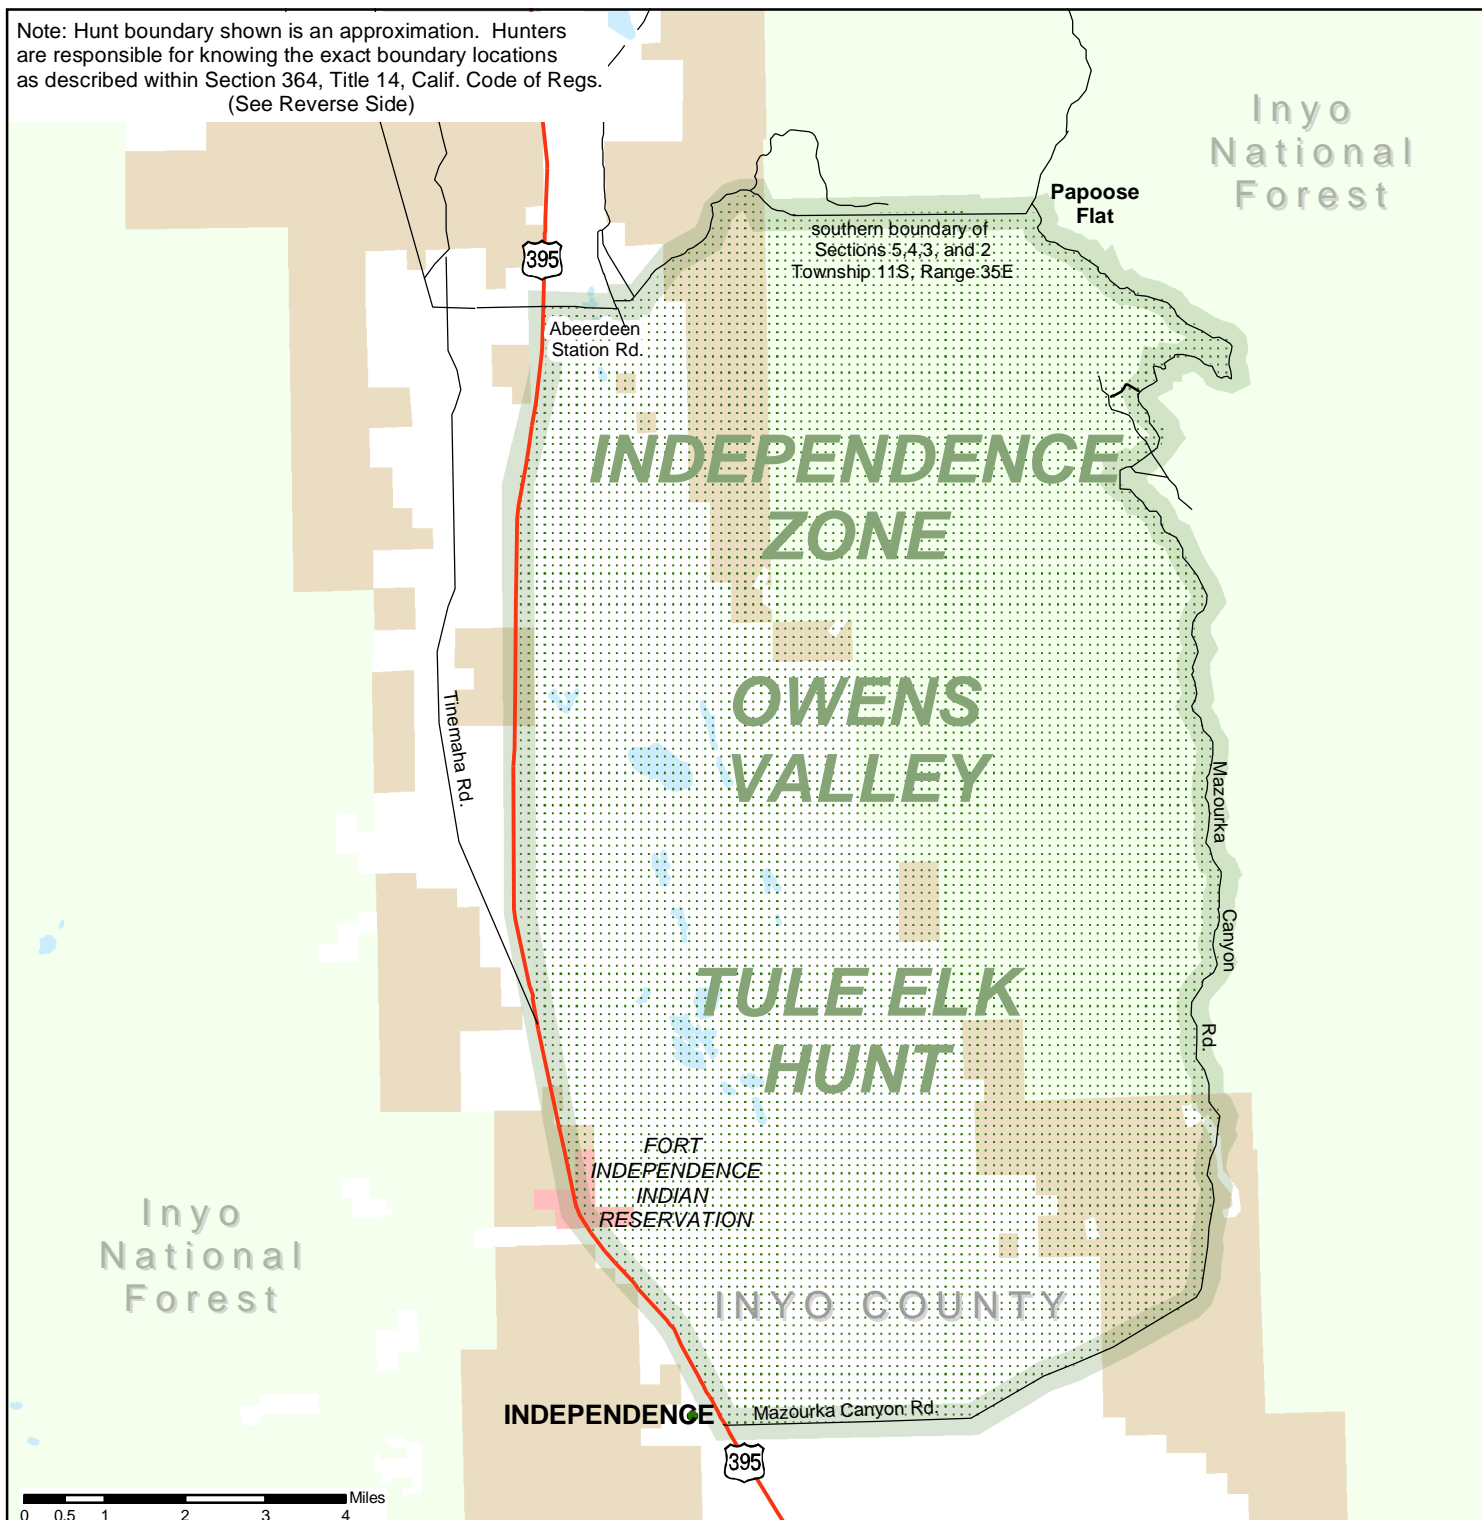 Note: Hunt boundary shown is an approximation. Hunters
are responsible for knowing the exact boundary locations
as described within Section 364, Title 14, Calif. Code of Regs.
(See Reverse Side)
Inyo
National
Forest
Papoose
Flat
southern boundary of
Sections 5,4,3, and 2
Township 11S, Range 35E
395
Abeerdeen
Station Rd.
INDEPENDENCE
ZONE
OWENS
VALLEY
Tinemaha Rd.
Mazourka
Canyon
Rd.
TULE ELK
HUNT
FORT
INDEPENDENCE
INDIAN
RESERVATION
Inyo
National
Forest
INYO COUNTY
INDEPENDENCE
Mazourka Canyon Rd.
395
Miles
0 0.5 1 2 3 4